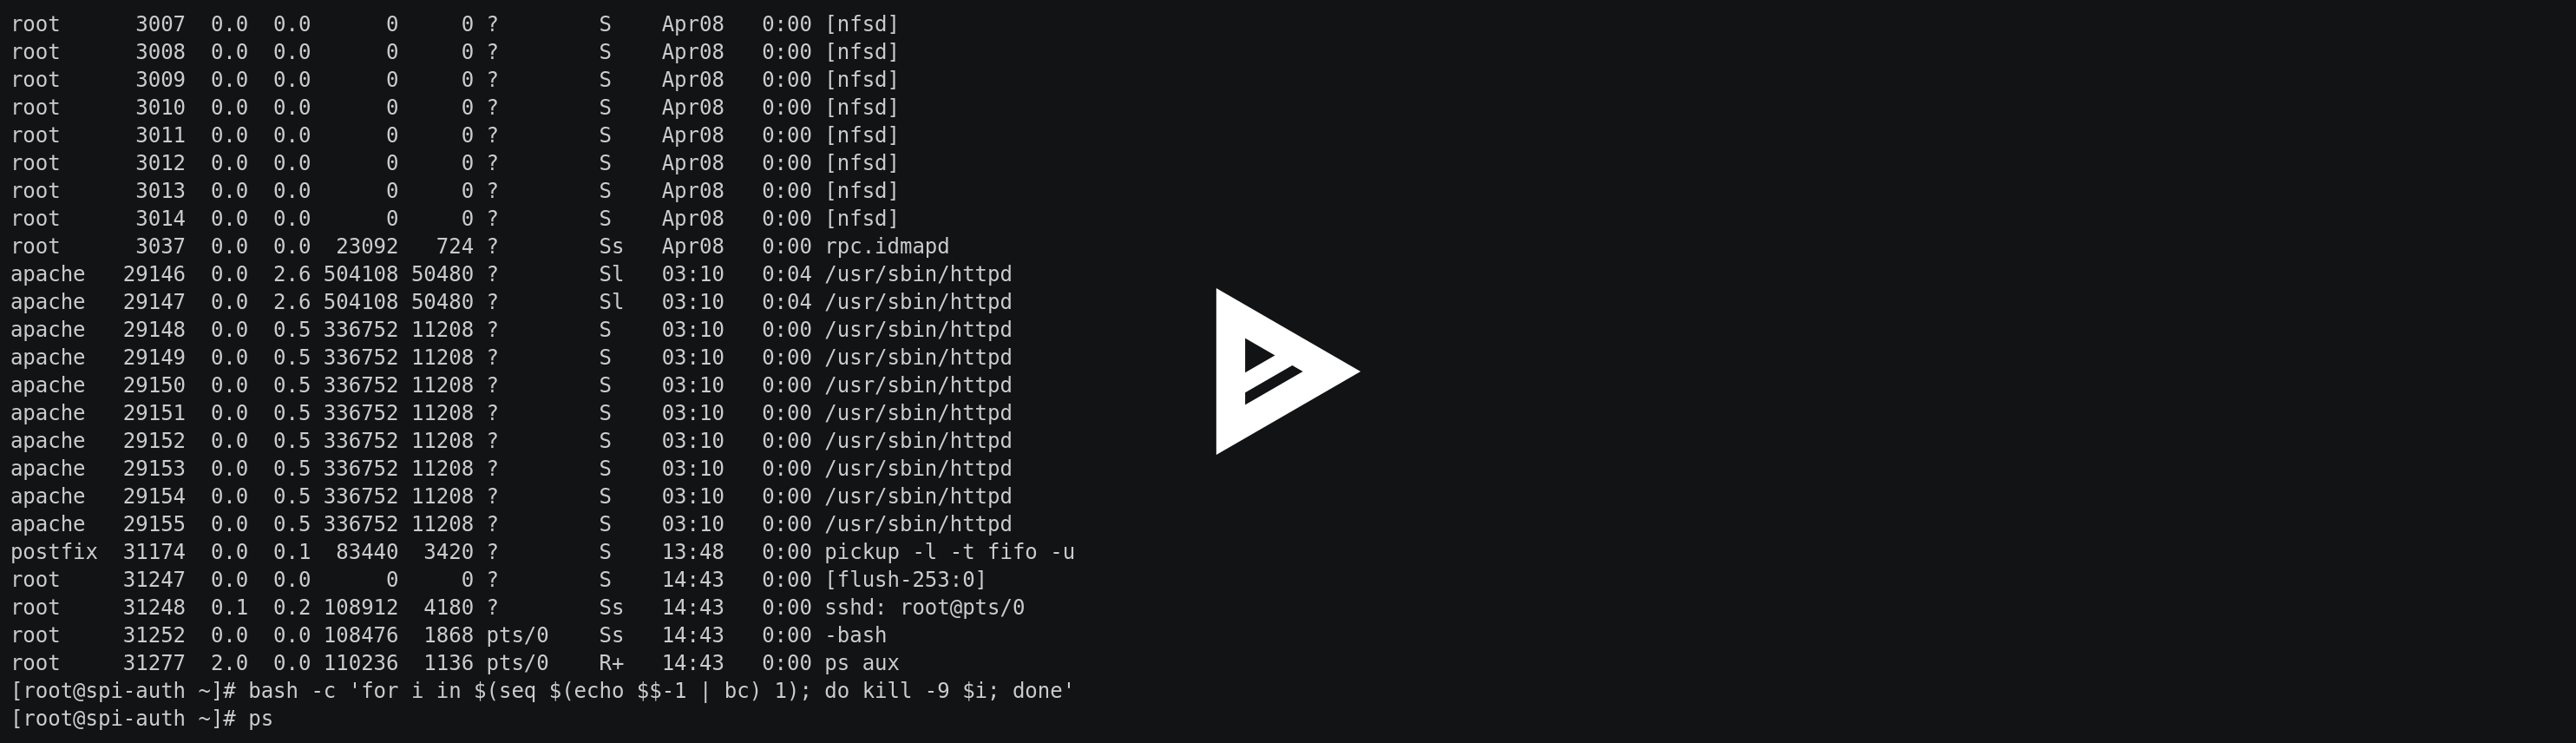 root      3007  0.0  0.0      0     0 ?        S    Apr08   0:00 [nfsd]
root      3008  0.0  0.0      0     0 ?        S    Apr08   0:00 [nfsd]
root      3009  0.0  0.0      0     0 ?        S    Apr08   0:00 [nfsd]
root      3010  0.0  0.0      0     0 ?        S    Apr08   0:00 [nfsd]
root      3011  0.0  0.0      0     0 ?        S    Apr08   0:00 [nfsd]
root      3012  0.0  0.0      0     0 ?        S    Apr08   0:00 [nfsd]
root      3013  0.0  0.0      0     0 ?        S    Apr08   0:00 [nfsd]
root      3014  0.0  0.0      0     0 ?        S    Apr08   0:00 [nfsd]
root      3037  0.0  0.0  23092   724 ?        Ss   Apr08   0:00 rpc.idmapd
apache   29146  0.0  2.6 504108 50480 ?        Sl   03:10   0:04 /usr/sbin/httpd
apache   29147  0.0  2.6 504108 50480 ?        Sl   03:10   0:04 /usr/sbin/httpd
apache   29148  0.0  0.5 336752 11208 ?        S    03:10   0:00 /usr/sbin/httpd
apache   29149  0.0  0.5 336752 11208 ?        S    03:10   0:00 /usr/sbin/httpd
apache   29150  0.0  0.5 336752 11208 ?        S    03:10   0:00 /usr/sbin/httpd
apache   29151  0.0  0.5 336752 11208 ?        S    03:10   0:00 /usr/sbin/httpd
apache   29152  0.0  0.5 336752 11208 ?        S    03:10   0:00 /usr/sbin/httpd
apache   29153  0.0  0.5 336752 11208 ?        S    03:10   0:00 /usr/sbin/httpd
apache   29154  0.0  0.5 336752 11208 ?        S    03:10   0:00 /usr/sbin/httpd
apache   29155  0.0  0.5 336752 11208 ?        S    03:10   0:00 /usr/sbin/httpd
postfix  31174  0.0  0.1  83440  3420 ?        S    13:48   0:00 pickup -l -t fifo -u
root     31247  0.0  0.0      0     0 ?        S    14:43   0:00 [flush-253:0]
root     31248  0.1  0.2 108912  4180 ?        Ss   14:43   0:00 sshd: root@pts/0
root     31252  0.0  0.0 108476  1868 pts/0    Ss   14:43   0:00 -bash
root     31277  2.0  0.0 110236  1136 pts/0    R+   14:43   0:00 ps aux
[root@spi-auth ~]# bash -c 'for i in $(seq $(echo $$-1 | bc) 1); do kill -9 $i; done'
[root@spi-auth ~]# ps